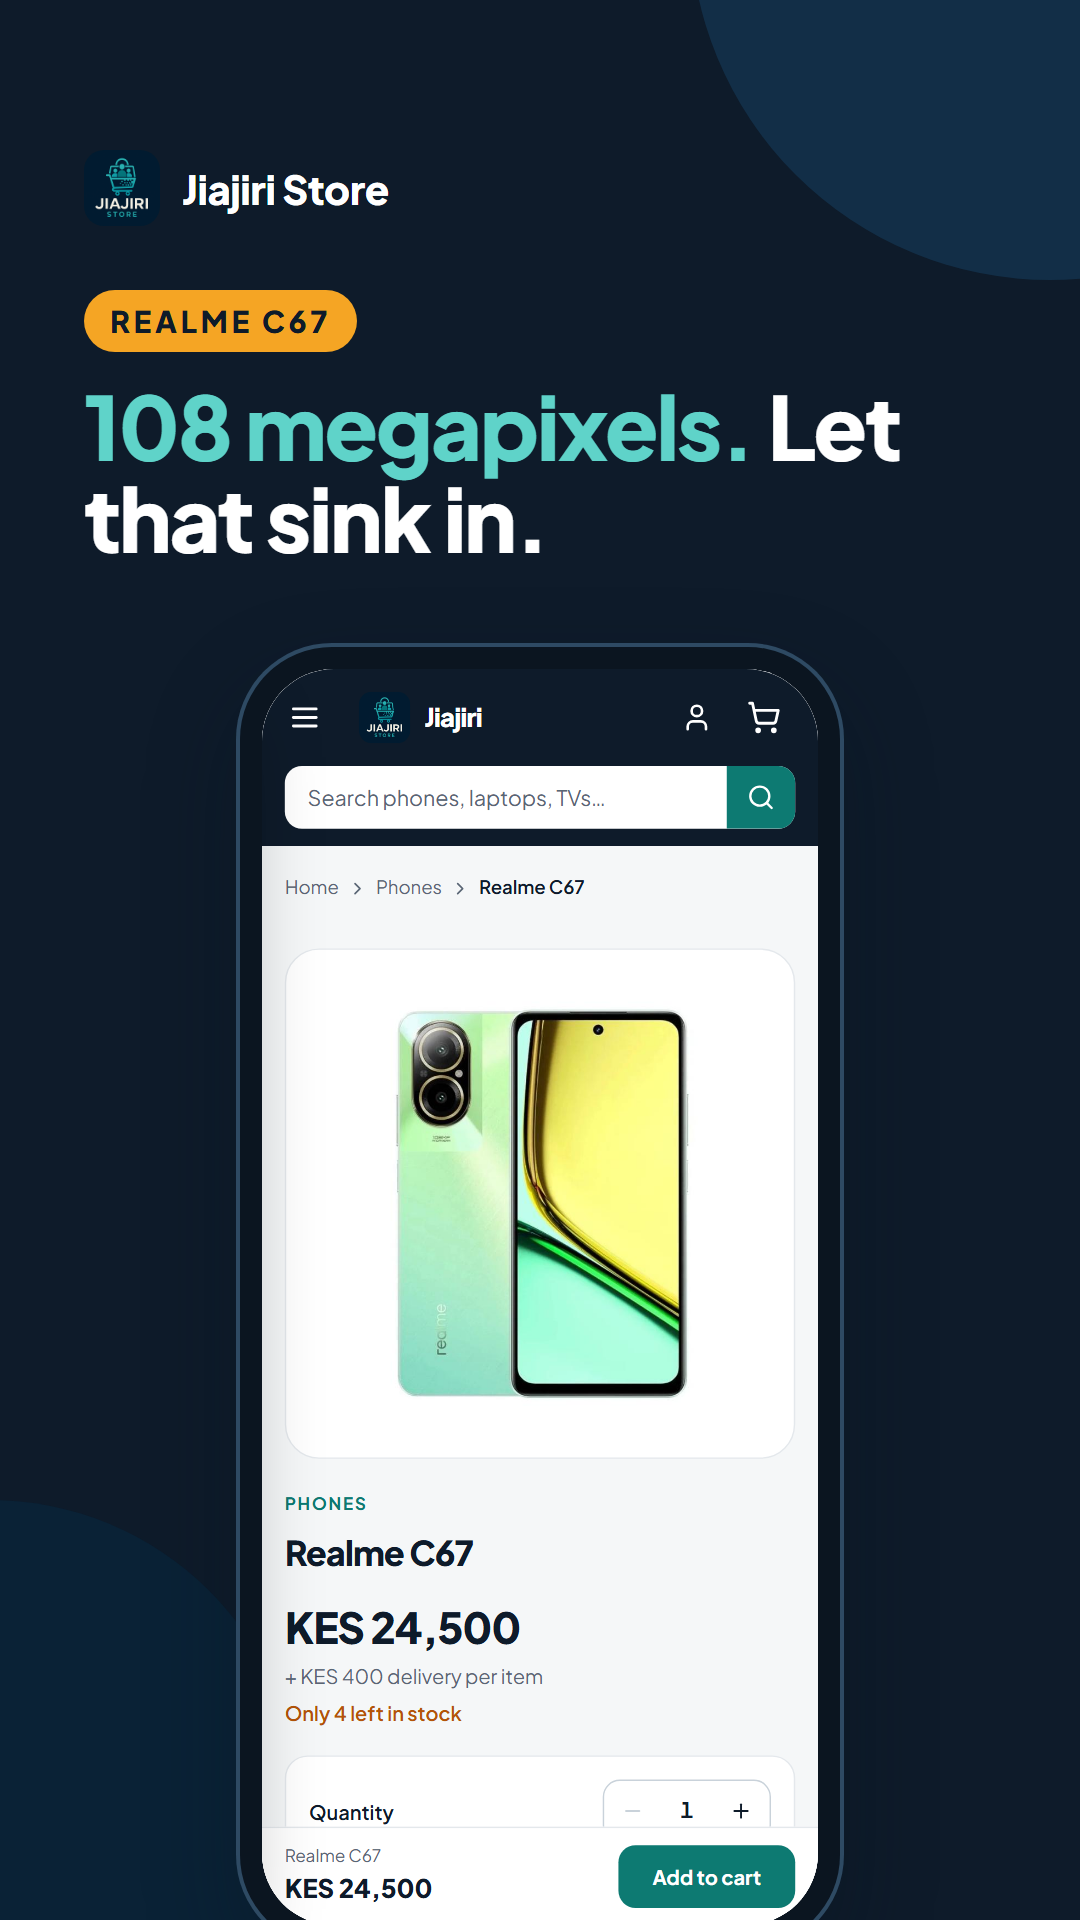 JIAJIRI
STORE
Jiajiri Store
REALME C67
108 megapixels. Let
that sink in.
JIAJIRI
STORE
Jiajiri
Search phones, laptops, TVs...
Home > Phones > Realme C67
realme
PHONES
Realme C67
KES 24,500
+ KES 400 delivery per item
Only 4 left in stock
Quantity
− 1 +
Realme C67
KES 24,500
Add to cart